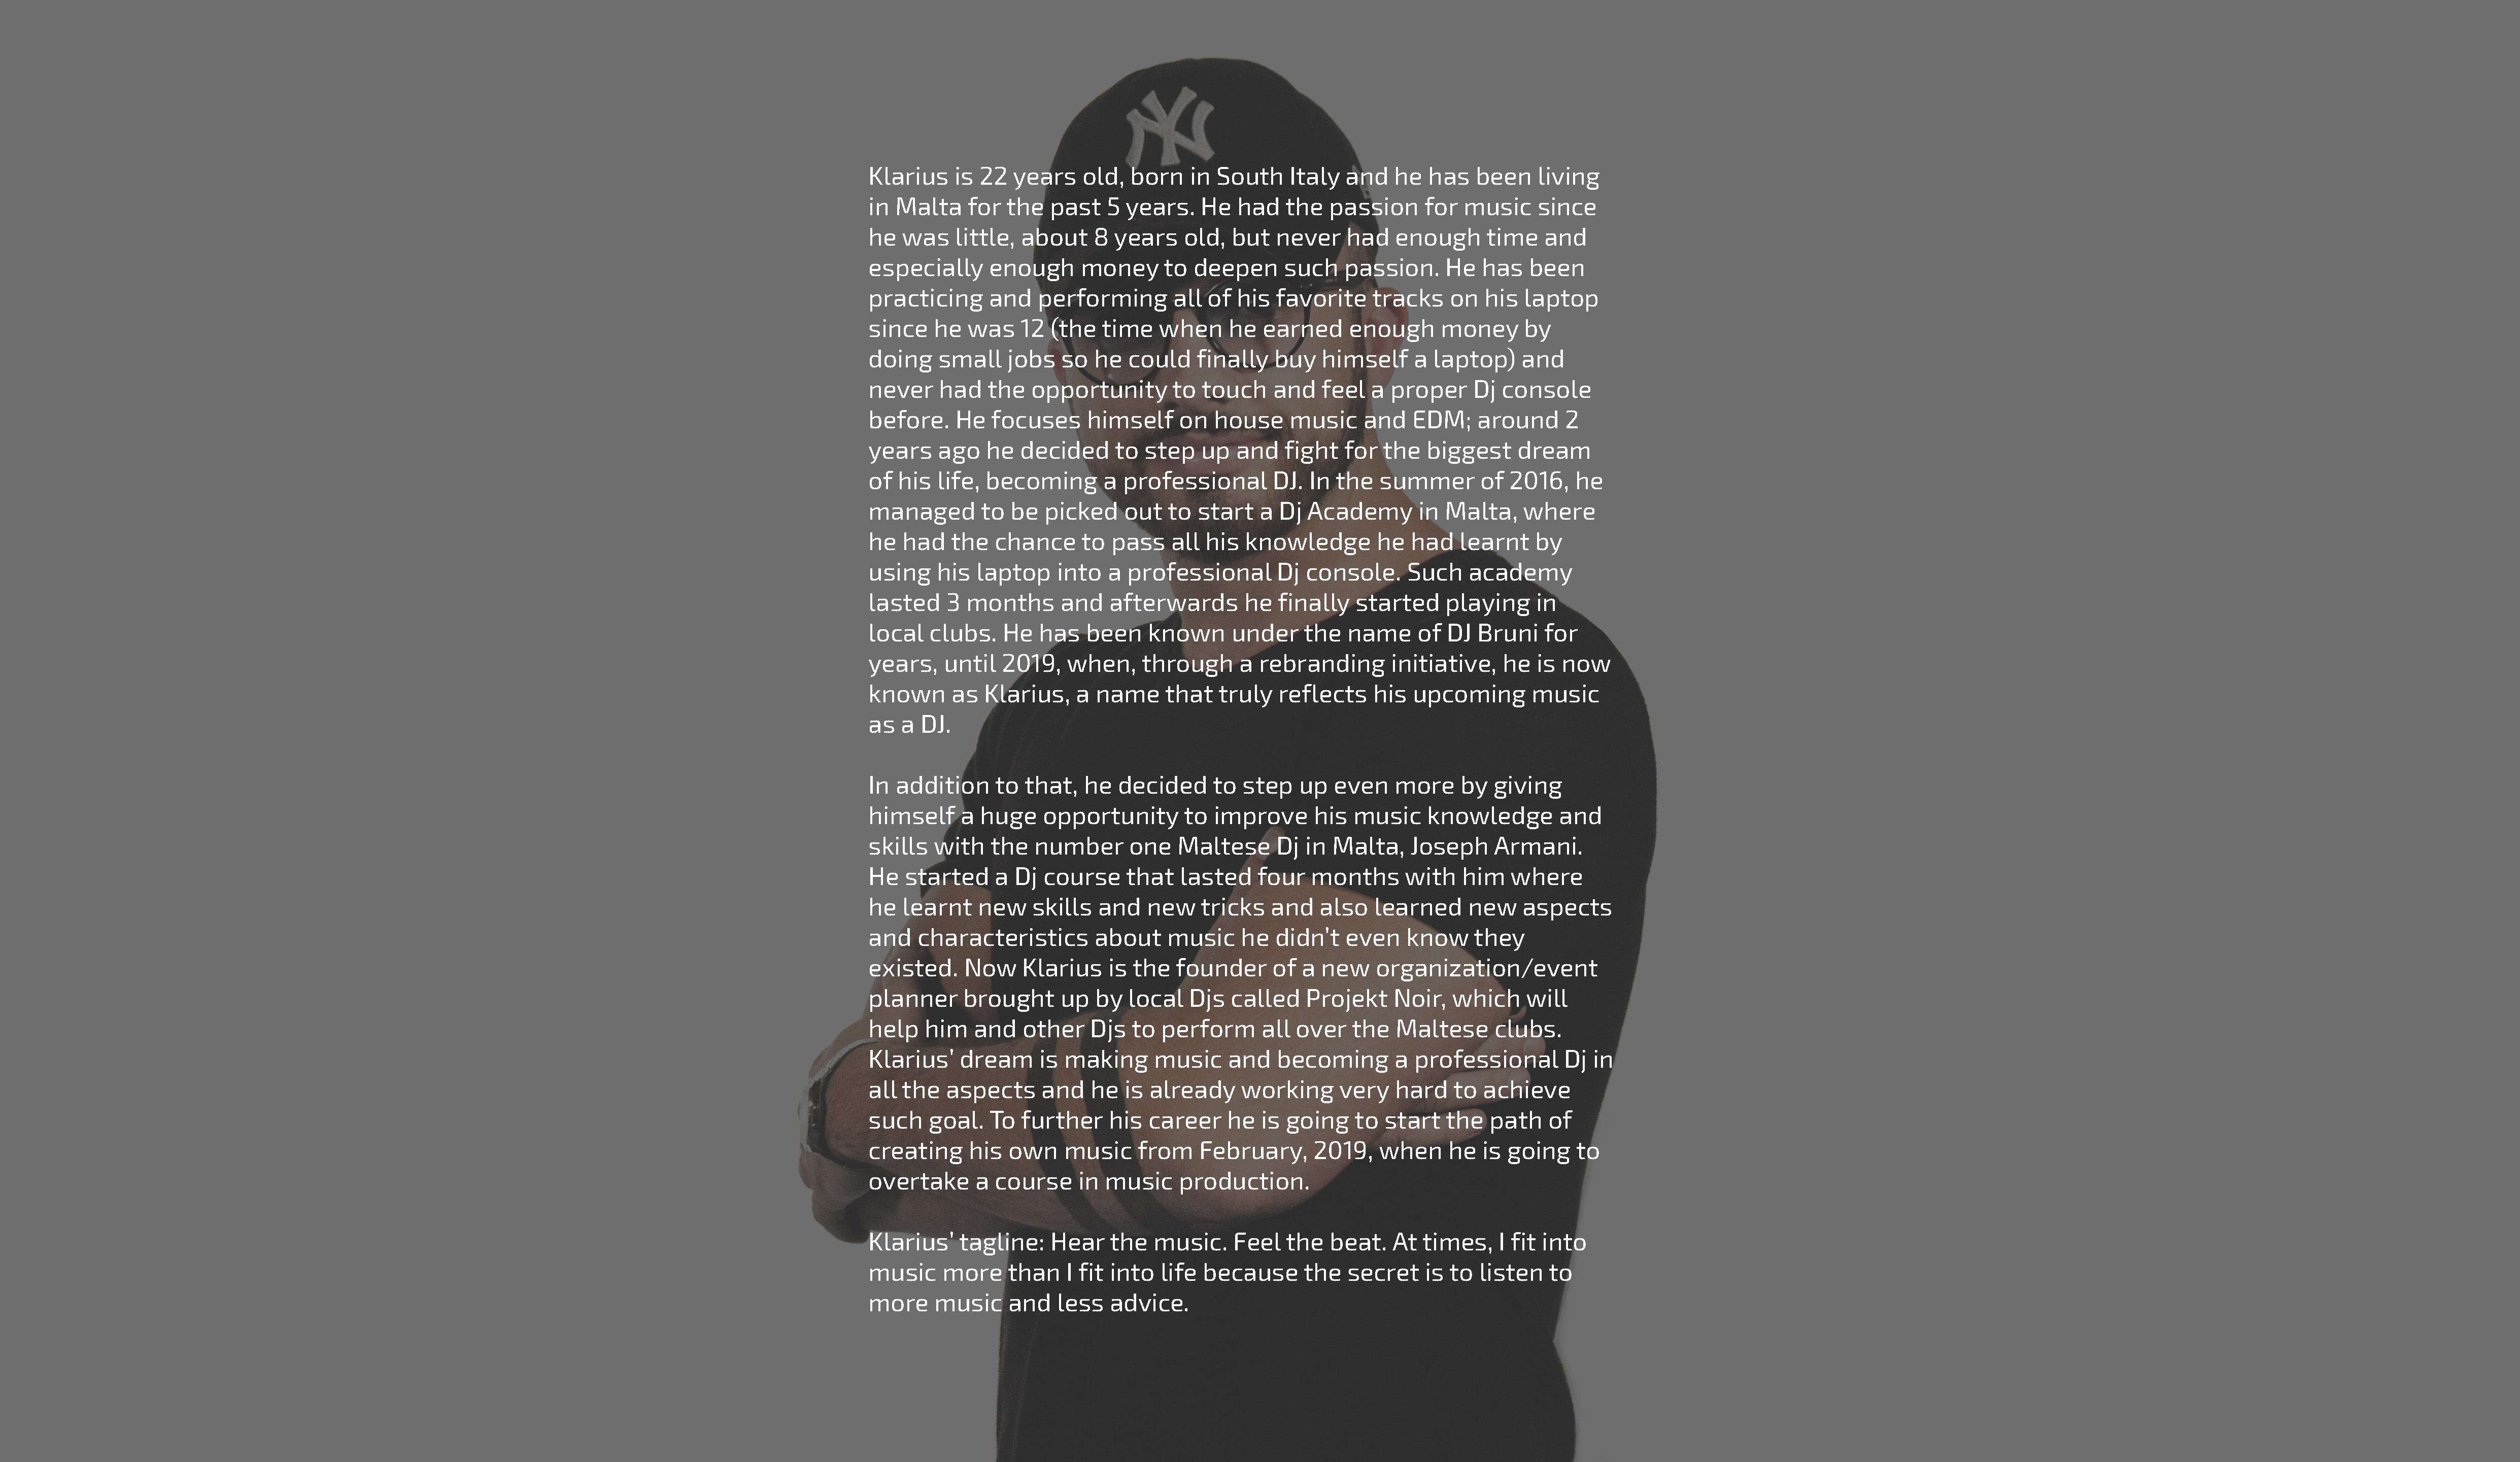 NY
Klarius is 22 years old, born in South Italy and he has been living
in Malta for the past 5 years. He had the passion for music since
he was little, about 8 years old, but never had enough time and
especially enough money to deepen such passion. He has been
practicing and performing all of his favorite tracks on his laptop
since he was 12 (the time when he earned enough money by
doing small jobs so he could finally buy himself a laptop) and
never had the opportunity to touch and feel a proper Dj console
before. He focuses himself on house music and EDM; around 2
years ago he decided to step up and fight for the biggest dream
of his life, becoming a professional DJ. In the summer of 2016, he
managed to be picked out to start a Dj Academy in Malta, where
he had the chance to pass all his knowledge he had learnt by
using his laptop into a professional Dj console. Such academy
lasted 3 months and afterwards he finally started playing in
local clubs. He has been known under the name of DJ Bruni for
years, until 2019, when, through a rebranding initiative, he is now
known as Klarius, a name that truly reflects his upcoming music
as a DJ.
In addition to that, he decided to step up even more by giving
himself a huge opportunity to improve his music knowledge and
skills with the number one Maltese Dj in Malta, Joseph Armani.
He started a Dj course that lasted four months with him where
he learnt new skills and new tricks and also learned new aspects
and characteristics about music he didn't even know they
existed. Now Klarius is the founder of a new organization/event
planner brought up by local Djs called Projekt Noir, which will
help him and other Djs to perform all over the Maltese clubs.
Klarius' dream is making music and becoming a professional Dj in
all the aspects and he is already working very hard to achieve
such goal. To further his career he is going to start the path of
creating his own music from February, 2019, when he is going to
overtake a course in music production.
Klarius' tagline: Hear the music. Feel the beat. At times, I fit into
music more than I fit into life because the secret is to listen to
more music and less advice.